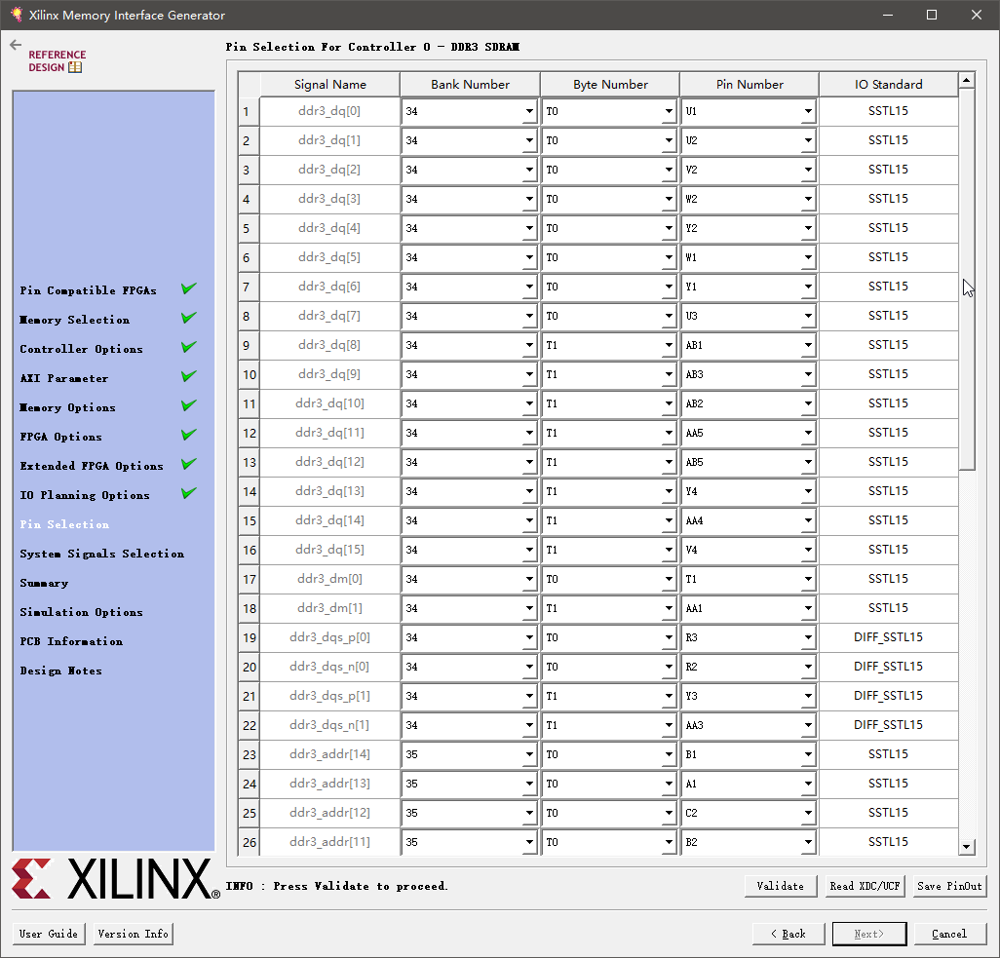 Xilinx Memory Interface Generator
REFERENCE
DESIGN
Pin Selection For Controller 0 - DDR3 SDRAM
Signal Name Bank Number Byte Number Pin Number IO Standard
1 ddr3_dq[0] 34 T0 U1 SSTL15
2 ddr3_dq[1] 34 T0 U2 SSTL15
3 ddr3_dq[2] 34 T0 V2 SSTL15
4 ddr3_dq[3] 34 T0 W2 SSTL15
5 ddr3_dq[4] 34 T0 Y2 SSTL15
6 ddr3_dq[5] 34 T0 W1 SSTL15
7 ddr3_dq[6] 34 T0 Y1 SSTL15
8 ddr3_dq[7] 34 T0 U3 SSTL15
9 ddr3_dq[8] 34 T1 AB1 SSTL15
10 ddr3_dq[9] 34 T1 AB3 SSTL15
11 ddr3_dq[10] 34 T1 AB2 SSTL15
12 ddr3_dq[11] 34 T1 AA5 SSTL15
13 ddr3_dq[12] 34 T1 AB5 SSTL15
14 ddr3_dq[13] 34 T1 Y4 SSTL15
15 ddr3_dq[14] 34 T1 AA4 SSTL15
16 ddr3_dq[15] 34 T1 V4 SSTL15
17 ddr3_dm[0] 34 T0 T1 SSTL15
18 ddr3_dm[1] 34 T1 AA1 SSTL15
19 ddr3_dqs_p[0] 34 T0 R3 DIFF_SSTL15
20 ddr3_dqs_n[0] 34 T0 R2 DIFF_SSTL15
21 ddr3_dqs_p[1] 34 T1 Y3 DIFF_SSTL15
22 ddr3_dqs_n[1] 34 T1 AA3 DIFF_SSTL15
23 ddr3_addr[14] 35 T0 B1 SSTL15
24 ddr3_addr[13] 35 T0 A1 SSTL15
25 ddr3_addr[12] 35 T0 C2 SSTL15
26 ddr3_addr[11] 35 T0 B2 SSTL15
Pin Compatible FPGAs
Memory Selection
Controller Options
AXI Parameter
Memory Options
FPGA Options
Extended FPGA Options
IO Planning Options
Pin Selection
System Signals Selection
Summary
Simulation Options
PCB Information
Design Notes
XILINX®
INFO : Press Validate to proceed.
Validate Read XDC/UCF Save PinOut
User Guide Version Info < Back Next> Cancel